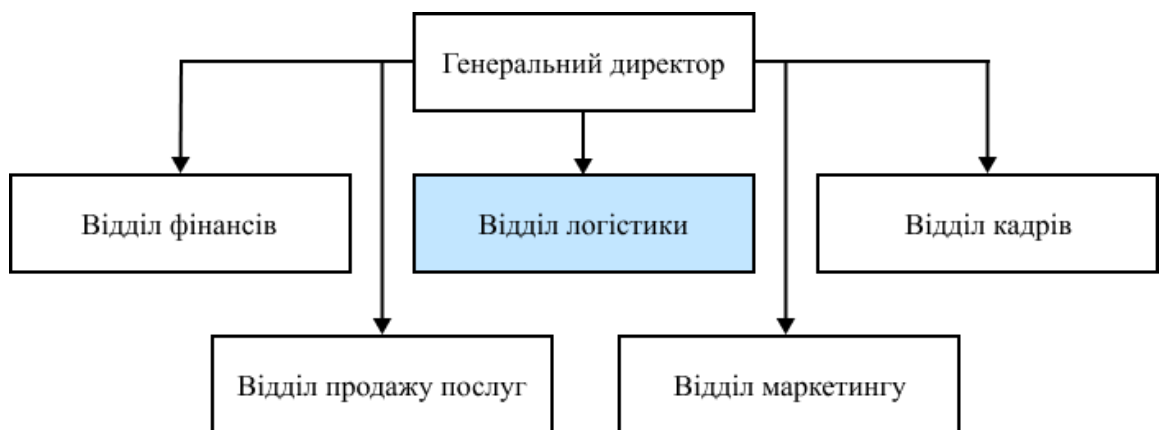 Генеральний директор
Відділ фінансів
Відділ логістики
Відділ кадрів
Відділ продажу послуг
Відділ маркетингу